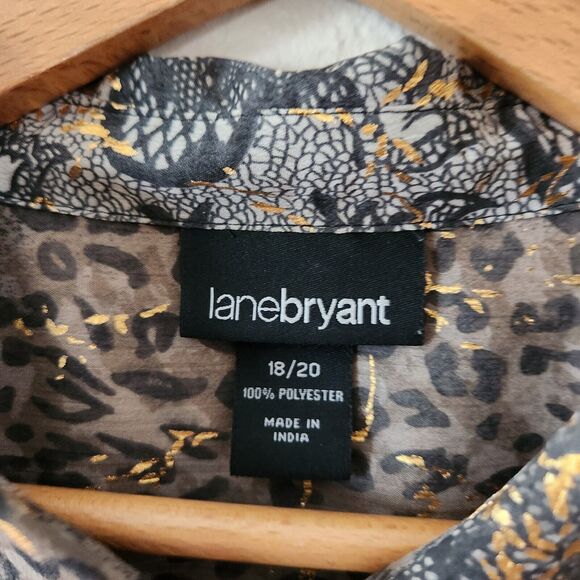 lanebryant
18/20
100% POLYESTER
MADE IN
INDIA